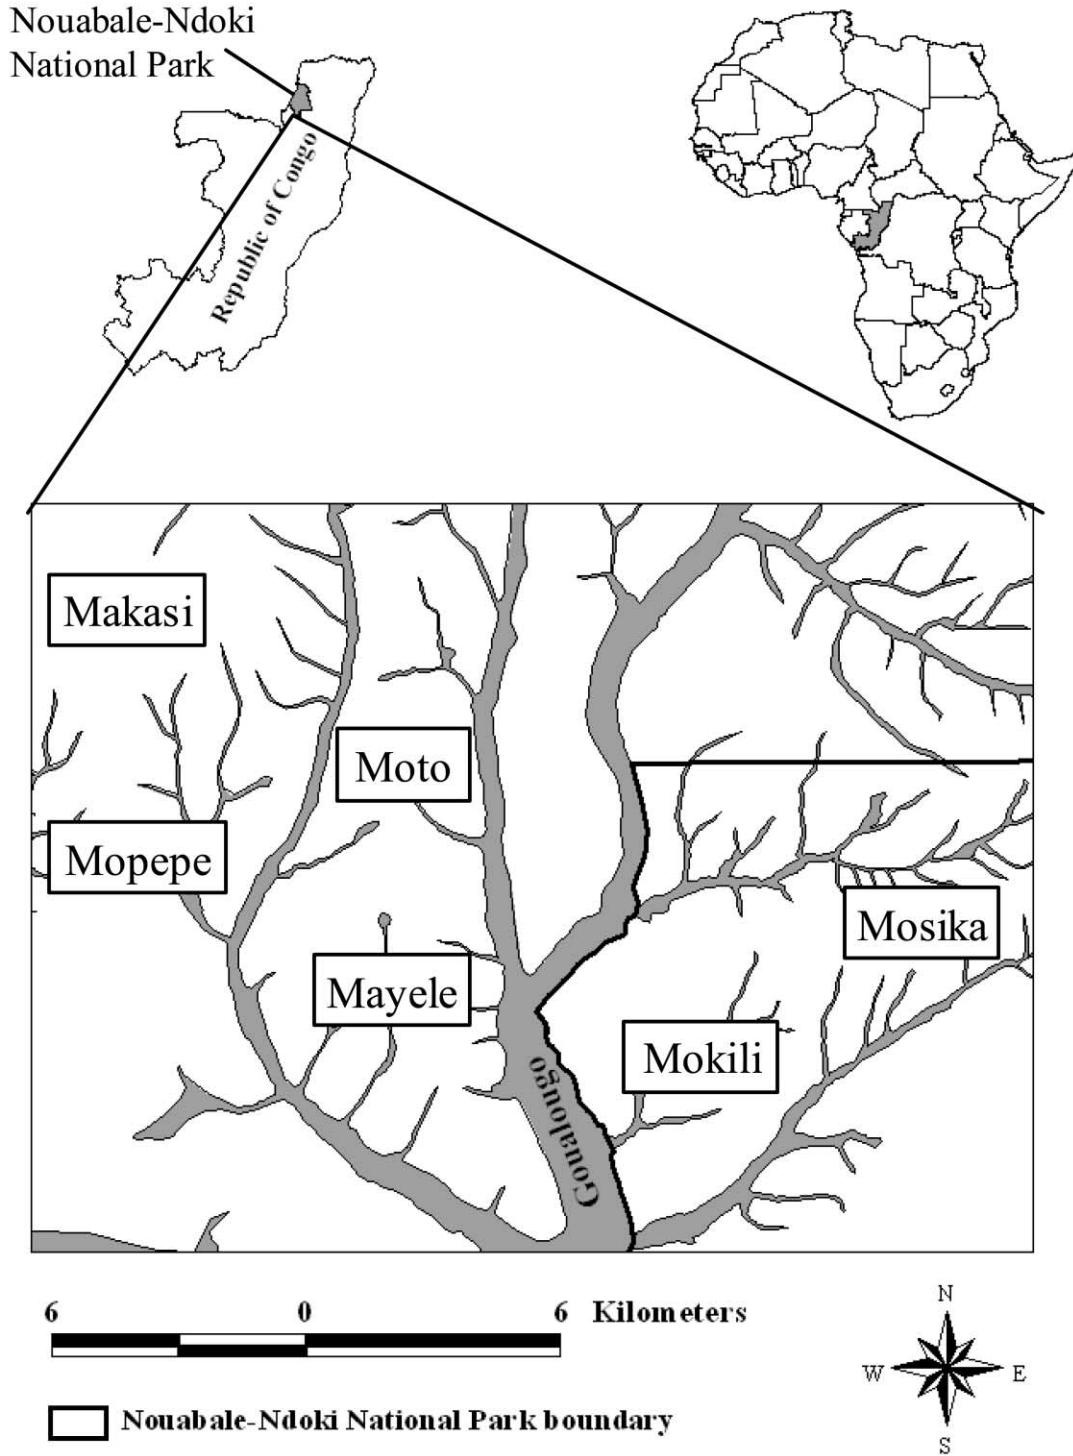 Nouabale-Ndoki
National Park
Republic of Congo
Makasi
Moto
Mopepe
Mosika
Mayele
Mokili
Goualougo
6 0 6 Kilometers
N
W E
S
Nouabale-Ndoki National Park boundary